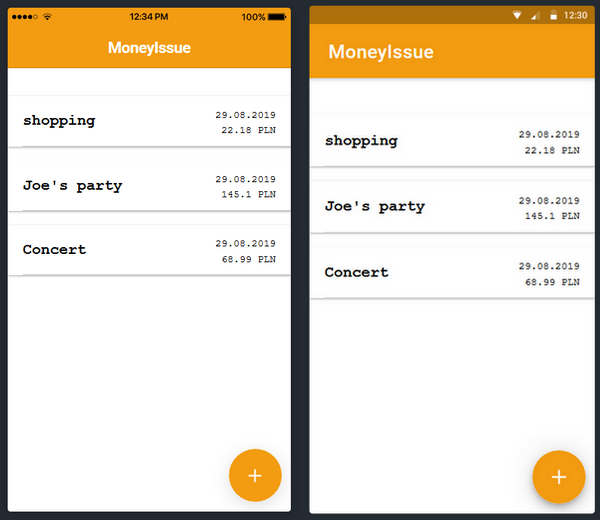 12:34 PM 100%
MoneyIssue
shopping 29.08.2019
22.18 PLN
Joe's party 29.08.2019
145.1 PLN
Concert 29.08.2019
68.99 PLN
+
12:30
MoneyIssue
shopping 29.08.2019
22.18 PLN
Joe's party 29.08.2019
145.1 PLN
Concert 29.08.2019
68.99 PLN
+